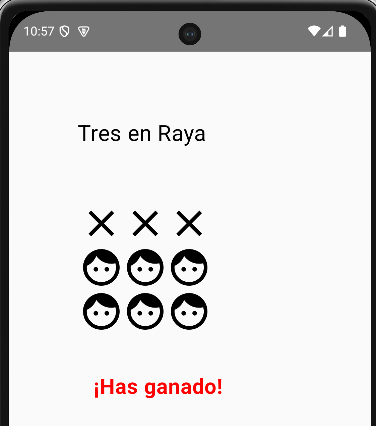 10:57
Tres en Raya
¡Has ganado!